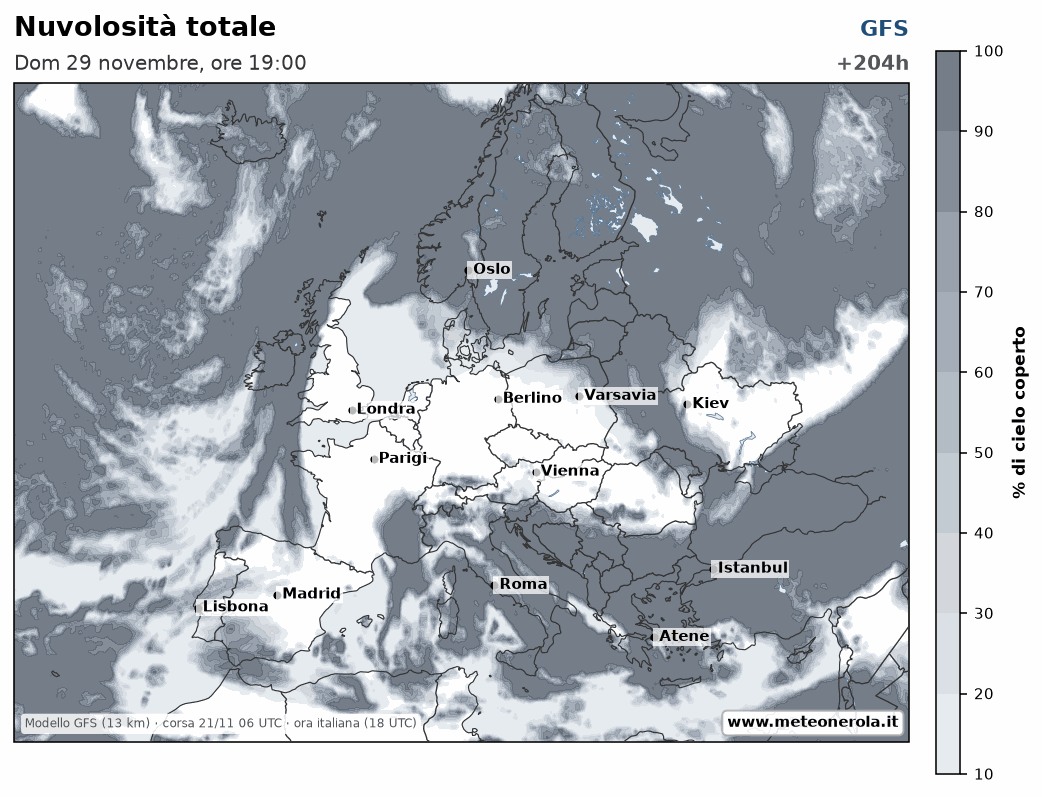 Nuvolosità totale
GFS
Dom 29 novembre, ore 19:00
+204h
100
90
80
70
60
50
40
30
20
10
% di cielo coperto
Oslo
Londra
Berlino
Varsavia
Kiev
Parigi
Vienna
Istanbul
Roma
Madrid
Lisbona
Atene
Modello GFS (13 km) · corsa 21/11 06 UTC · ora italiana (18 UTC)
www.meteonerola.it